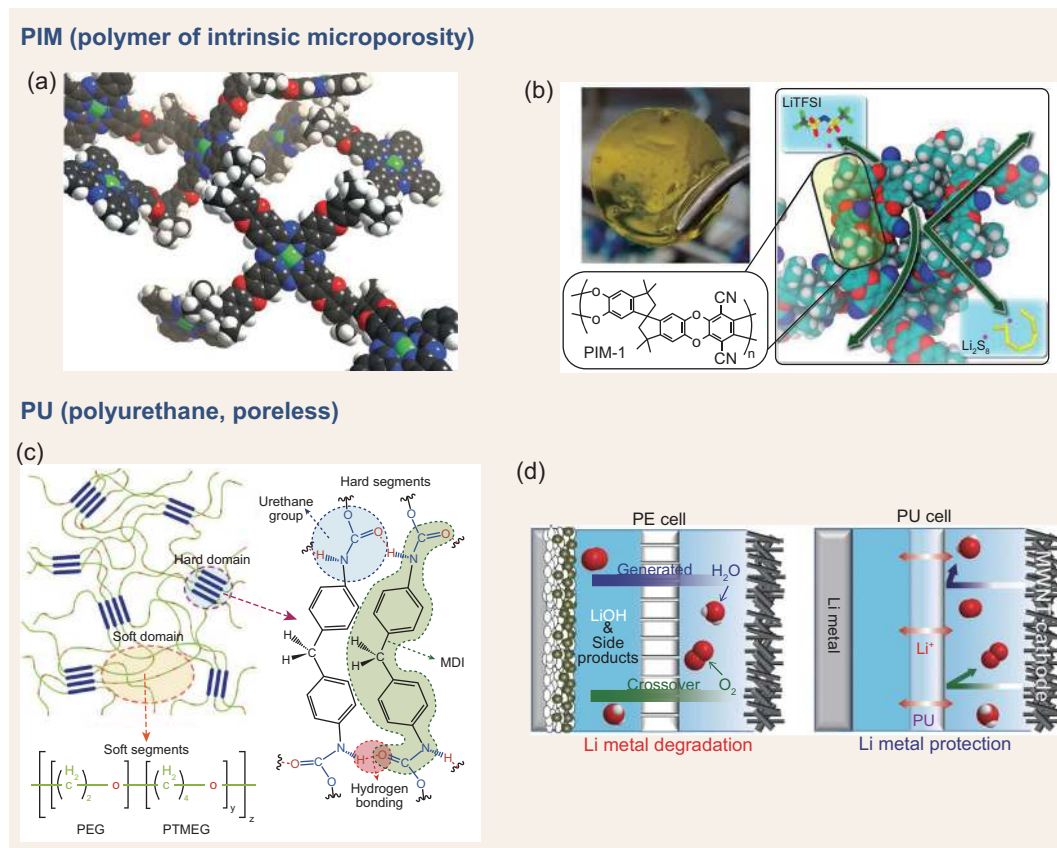 PIM (polymer of intrinsic microporosity)
(a)
(b)
LiTFSI
CN
O
O
O
O
n
CN
PIM-1
Li2S8
PU (polyurethane, poreless)
(c)
Hard segments
Urethane
group
O
O
C
O
C
O
H
N
H
N
Hard domain
Soft domain
H
H
H
H
C
C
MDI
Soft segments
H2
C
2
O
H2
C
4
O
y
z
PEG
PTMEG
N
H
O
N
H
O
C
C
O
O
Hydrogen
bonding
(d)
PE cell
PU cell
Generated
H2O
LiOH
&
Side
products
Crossover
O2
Li metal degradation
Li metal
Li+
PU
MWNT cathode
Li metal protection